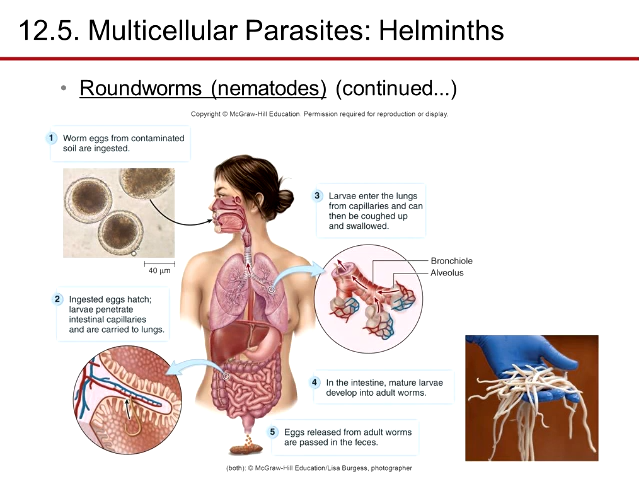 12.5. Multicellular Parasites: Helminths
• Roundworms (nematodes) (continued...)
Copyright © McGraw-Hill Education Permission required for reproduction or display.
1 Worm eggs from contaminated
soil are ingested.
40 µm
2 Ingested eggs hatch;
larvae penetrate
intestinal capillaries
and are carried to lungs.
3 Larvae enter the lungs
from capillaries and can
then be coughed up
and swallowed.
Bronchiole
Alveolus
4 In the intestine, mature larvae
develop into adult worms.
5 Eggs released from adult worms
are passed in the feces.
(both): © McGraw-Hill Education/Lisa Burgess, photographer